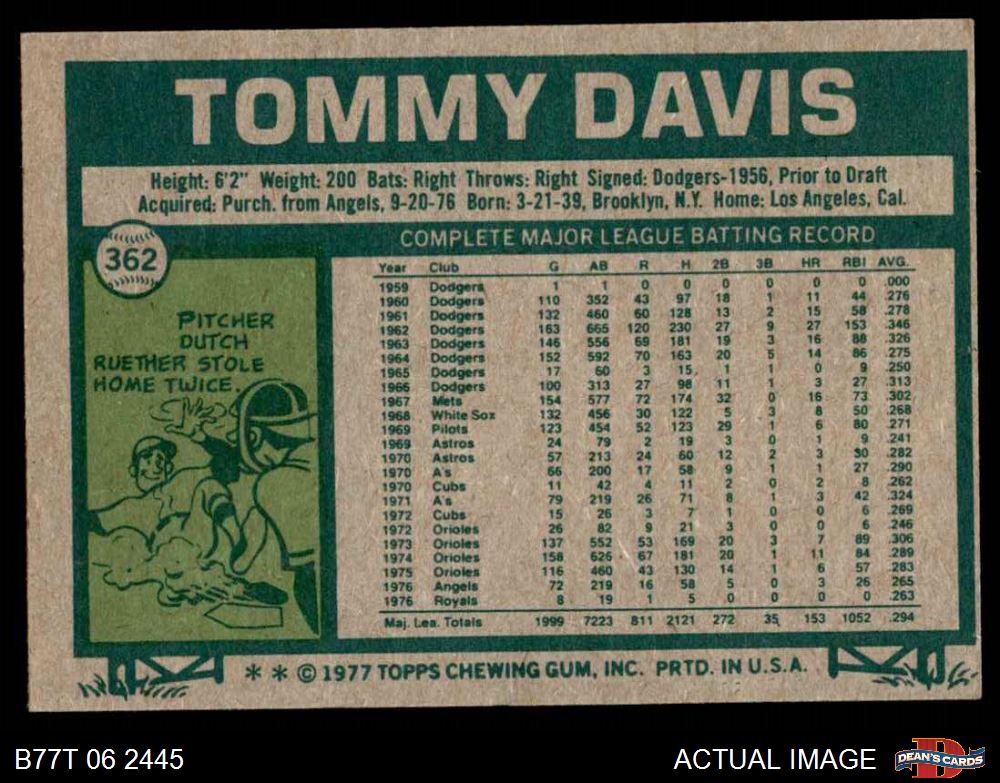 TOMMY DAVIS
Height: 6'2" Weight: 200 Bats: Right Throws: Right Signed: Dodgers-1956, Prior to Draft
Acquired: Purch. from Angels, 9-20-76 Born: 3-21-39, Brooklyn, N.Y. Home: Los Angeles, Cal.
362
PITCHER
DUTCH
RUETHER STOLE
HOME TWICE.
COMPLETE MAJOR LEAGUE BATTING RECORD
Year Club G AB R H 2B 3B HR RBI AVG.
1959 Dodgers 1 1 0 0 0 0 0 0 .000
1960 Dodgers 110 352 43 97 18 1 11 44 .276
1961 Dodgers 132 460 60 128 13 2 15 58 .278
1962 Dodgers 163 665 120 230 27 9 27 153 .346
1963 Dodgers 146 556 69 181 19 3 16 88 .326
1964 Dodgers 152 592 70 163 20 5 14 86 .275
1965 Dodgers 17 60 3 15 1 1 0 9 .250
1966 Dodgers 100 313 27 98 11 1 3 27 .313
1967 Mets 154 577 72 174 32 0 16 73 .302
1968 White Sox 132 456 30 122 5 3 8 50 .268
1969 Pilots 123 454 52 123 29 1 6 80 .271
1969 Astros 24 79 2 19 3 0 1 9 .241
1970 Astros 57 213 24 60 12 2 3 30 .282
1970 A's 66 200 17 58 9 1 1 27 .290
1970 Cubs 11 42 4 11 2 0 2 8 .262
1971 A's 79 219 26 71 8 1 3 42 .324
1972 Cubs 15 26 3 7 1 0 0 6 .269
1972 Orioles 26 82 9 21 3 0 0 6 .246
1973 Orioles 137 552 53 169 20 3 7 89 .306
1974 Orioles 158 626 67 181 20 1 11 84 .289
1975 Orioles 116 460 43 130 14 1 6 57 .283
1976 Angels 72 219 16 58 5 0 3 26 .265
1976 Royals 8 19 1 5 0 0 0 0 .263
Maj. Lea. Totals 1999 7223 811 2121 272 35 153 1052 .294
* * © 1977 TOPPS CHEWING GUM, INC. PRTD. IN U.S.A.
B77T 06 2445
ACTUAL IMAGE
D
DEAN'S CARDS